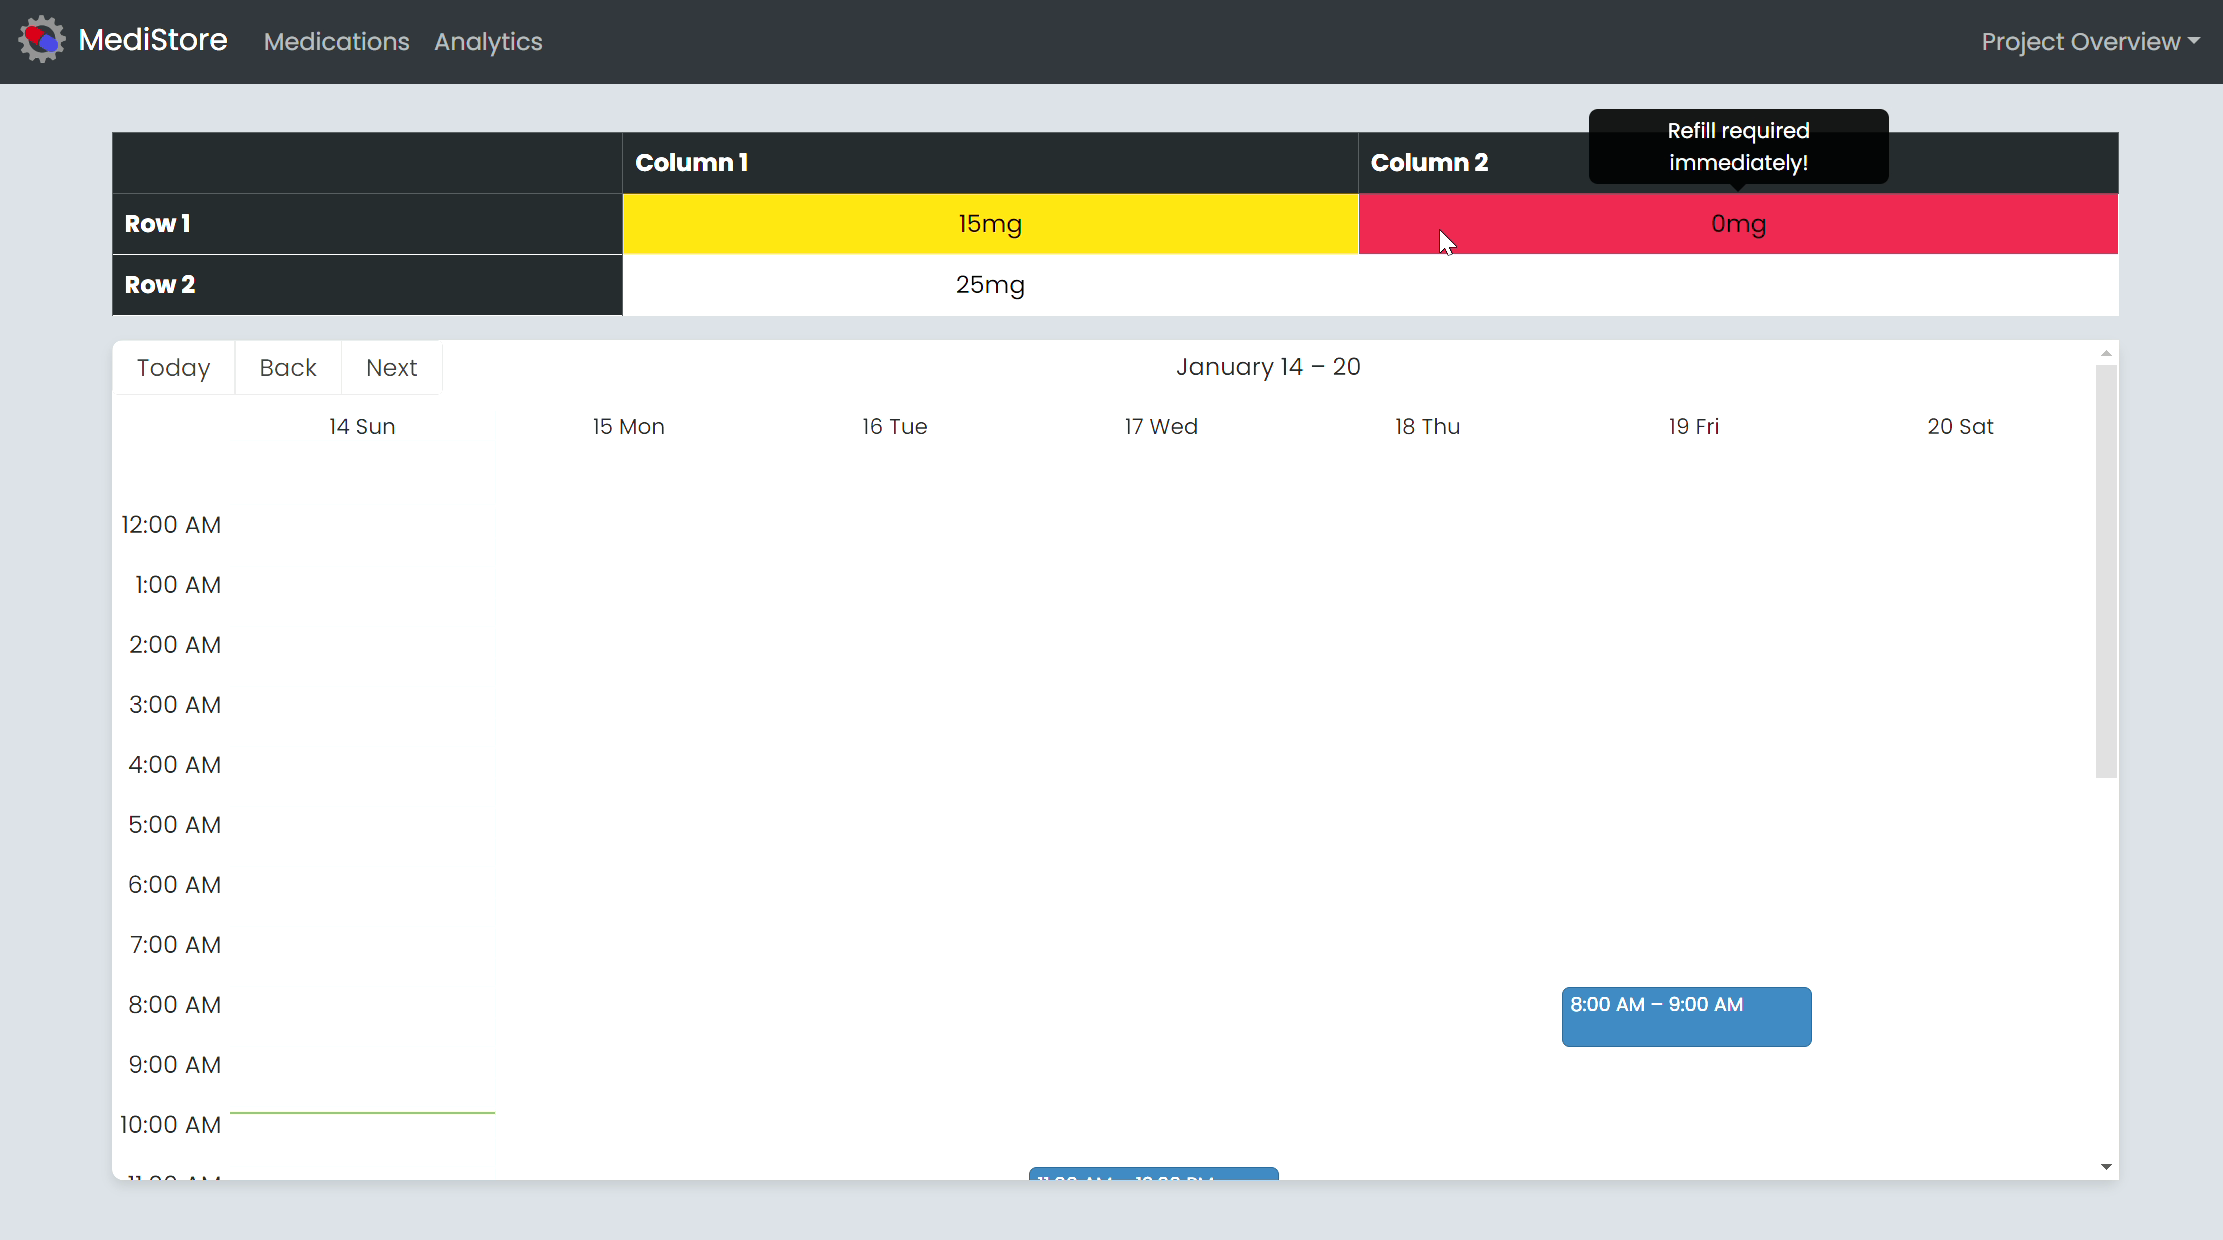 MediStore
Medications
Analytics
Project Overview
Refill required
immediately!
Column 1
Column 2
Row 1
15mg
0mg
Row 2
25mg
Today
Back
Next
January 14 – 20
14 Sun
15 Mon
16 Tue
17 Wed
18 Thu
19 Fri
20 Sat
12:00 AM
1:00 AM
2:00 AM
3:00 AM
4:00 AM
5:00 AM
6:00 AM
7:00 AM
8:00 AM
8:00 AM – 9:00 AM
9:00 AM
10:00 AM